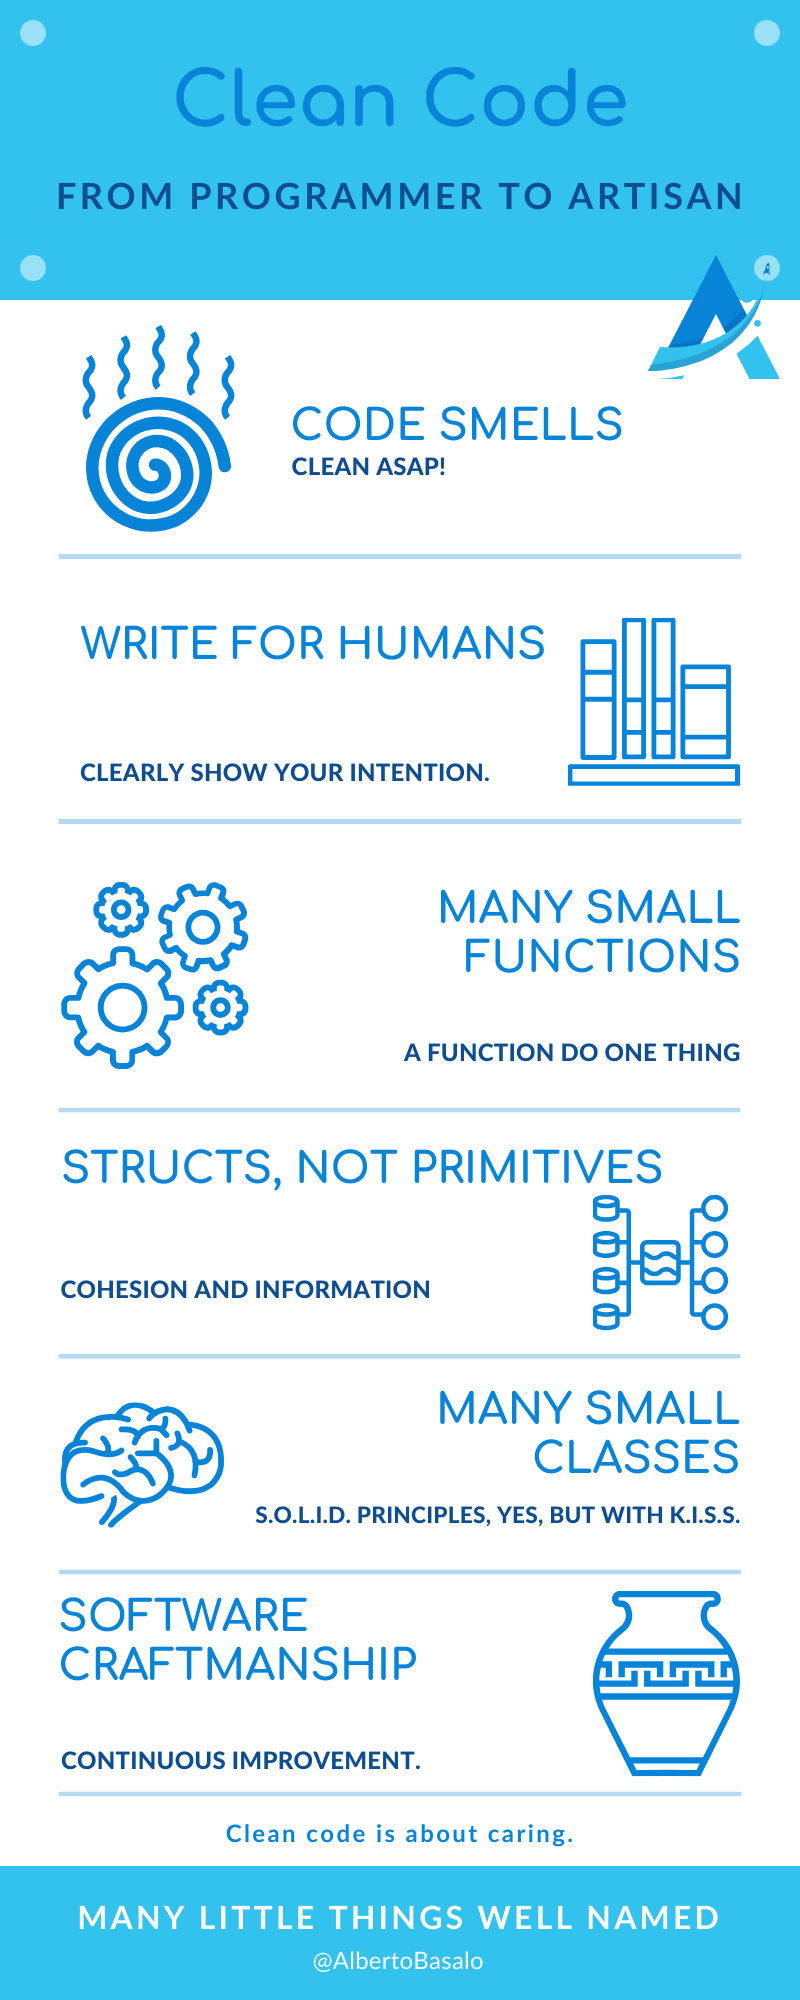 Clean Code
FROM PROGRAMMER TO ARTISAN
CODE SMELLS
CLEAN ASAP!
WRITE FOR HUMANS
CLEARLY SHOW YOUR INTENTION.
MANY SMALL
FUNCTIONS
A FUNCTION DO ONE THING
STRUCTS, NOT PRIMITIVES
COHESION AND INFORMATION
MANY SMALL
CLASSES
S.O.L.I.D. PRINCIPLES, YES, BUT WITH K.I.S.S.
SOFTWARE
CRAFTMANSHIP
CONTINUOUS IMPROVEMENT.
Clean code is about caring.
MANY LITTLE THINGS WELL NAMED
@AlbertoBasalo